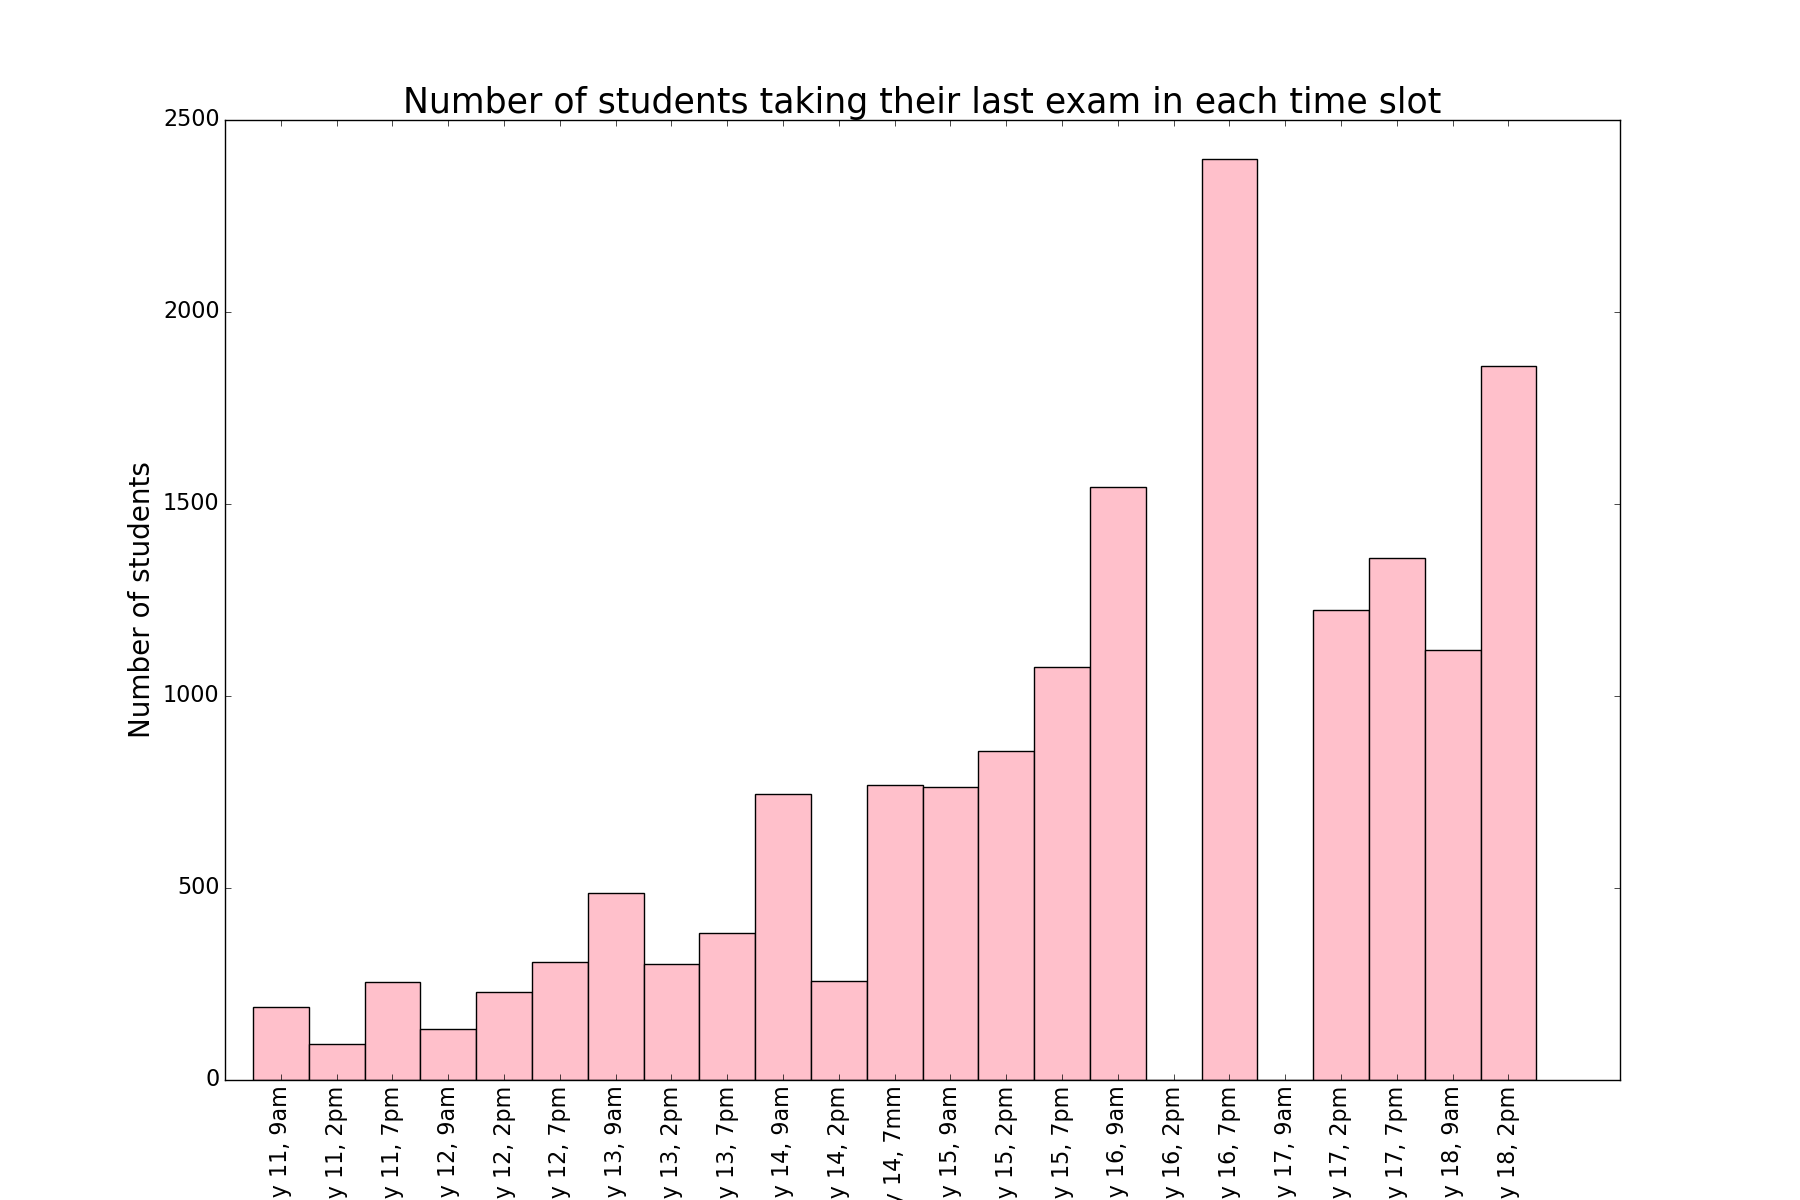 Number of students taking their last exam in each time slot
Number of students
2500
2000
1500
1000
500
0
y 11, 9am
y 11, 2pm
y 11, 7pm
y 12, 9am
y 12, 2pm
y 12, 7pm
y 13, 9am
y 13, 2pm
y 13, 7pm
y 14, 9am
y 14, 2pm
y 14, 7mm
y 15, 9am
y 15, 2pm
y 15, 7pm
y 16, 9am
y 16, 2pm
y 16, 7pm
y 17, 9am
y 17, 2pm
y 17, 7pm
y 18, 9am
y 18, 2pm